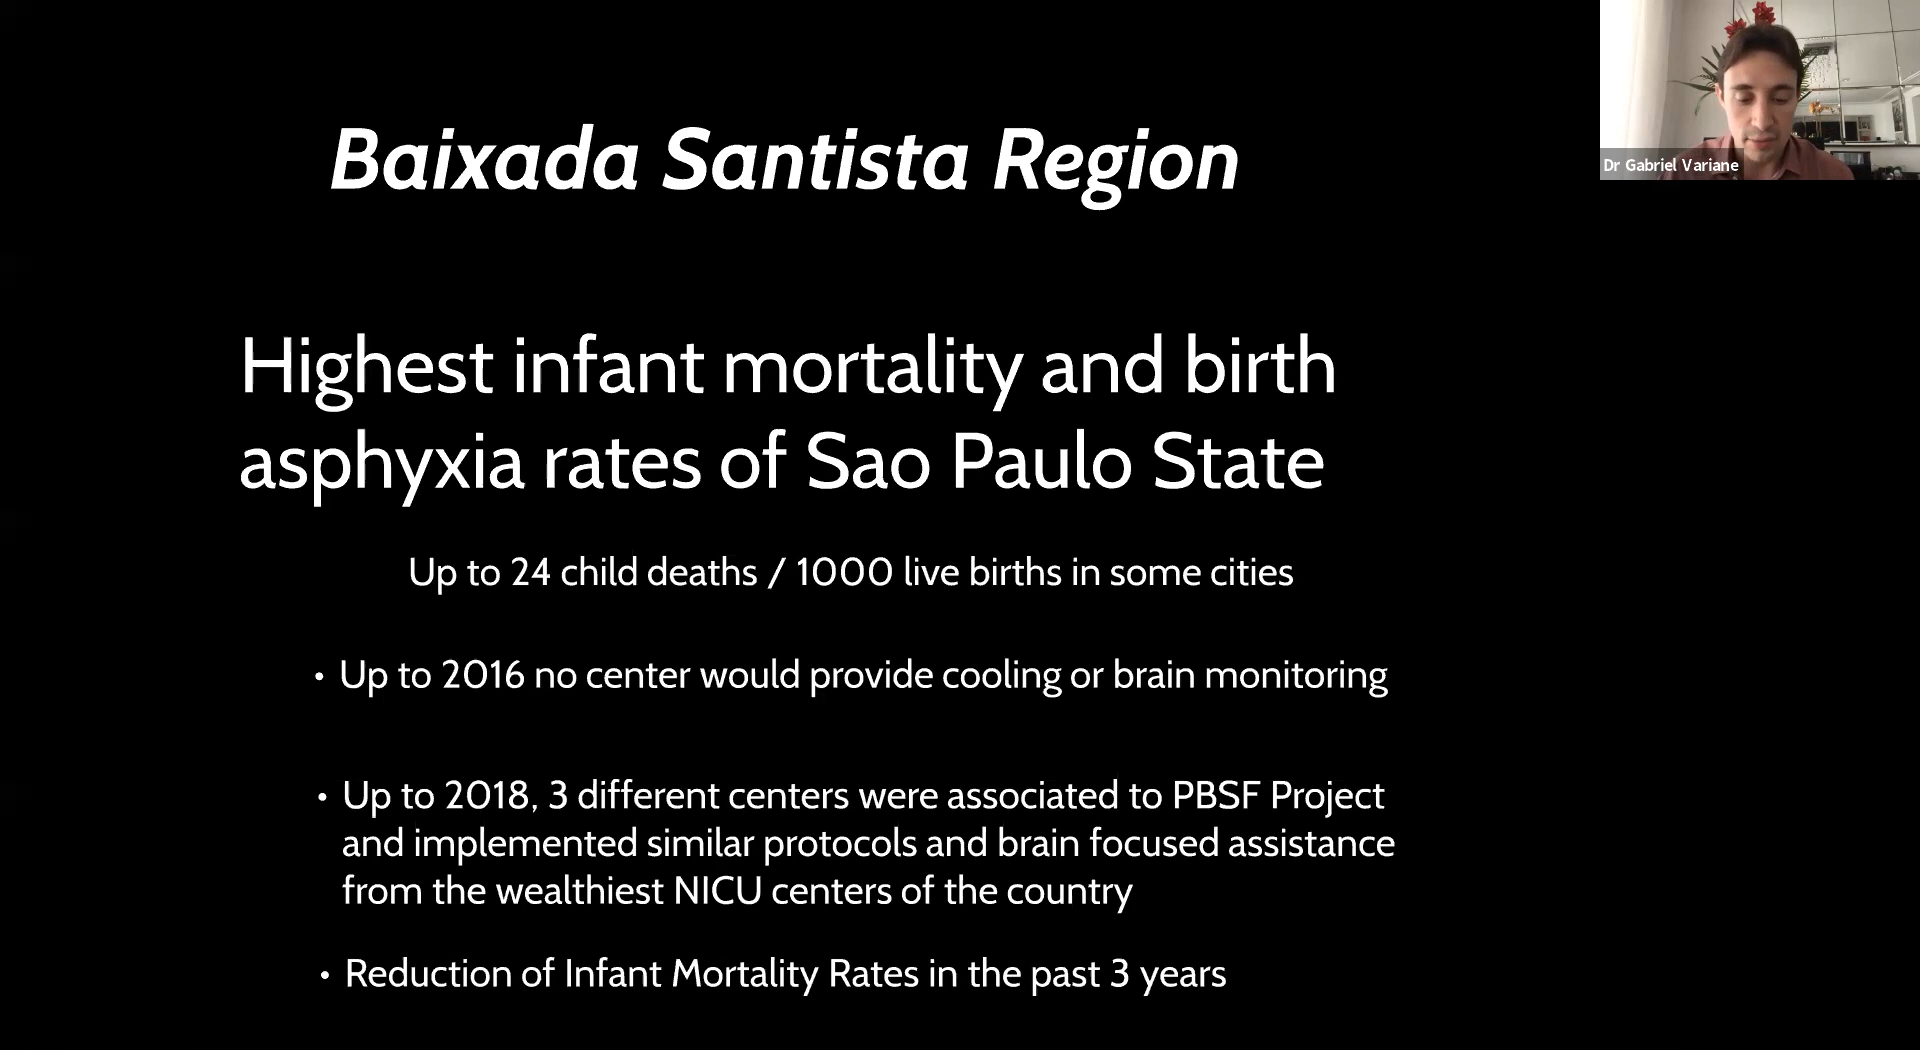 Baixada Santista Region
Dr Gabriel Variane
Highest infant mortality and birth
asphyxia rates of Sao Paulo State
Up to 24 child deaths / 1000 live births in some cities
• Up to 2016 no center would provide cooling or brain monitoring
• Up to 2018, 3 different centers were associated to PBSF Project
and implemented similar protocols and brain focused assistance
from the wealthiest NICU centers of the country
• Reduction of Infant Mortality Rates in the past 3 years